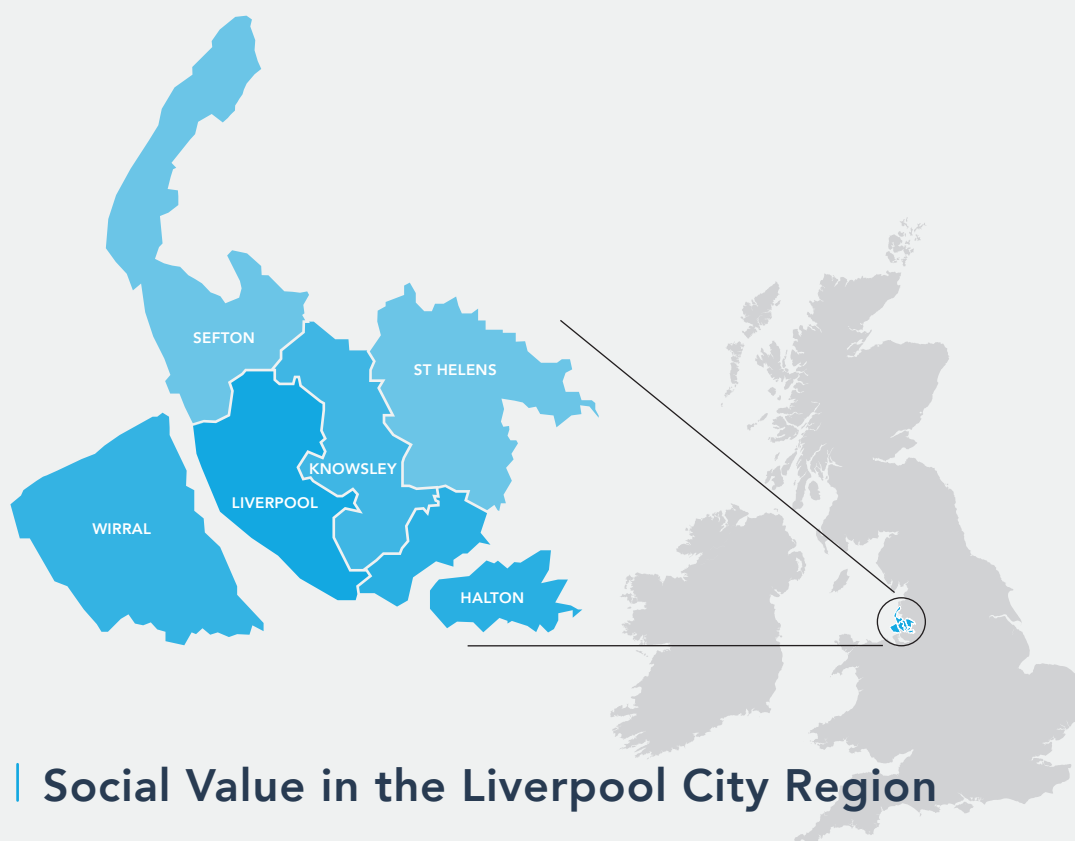 SEFTON
ST HELENS
KNOWSLEY
LIVERPOOL
WIRRAL
HALTON
Social Value in the Liverpool City Region